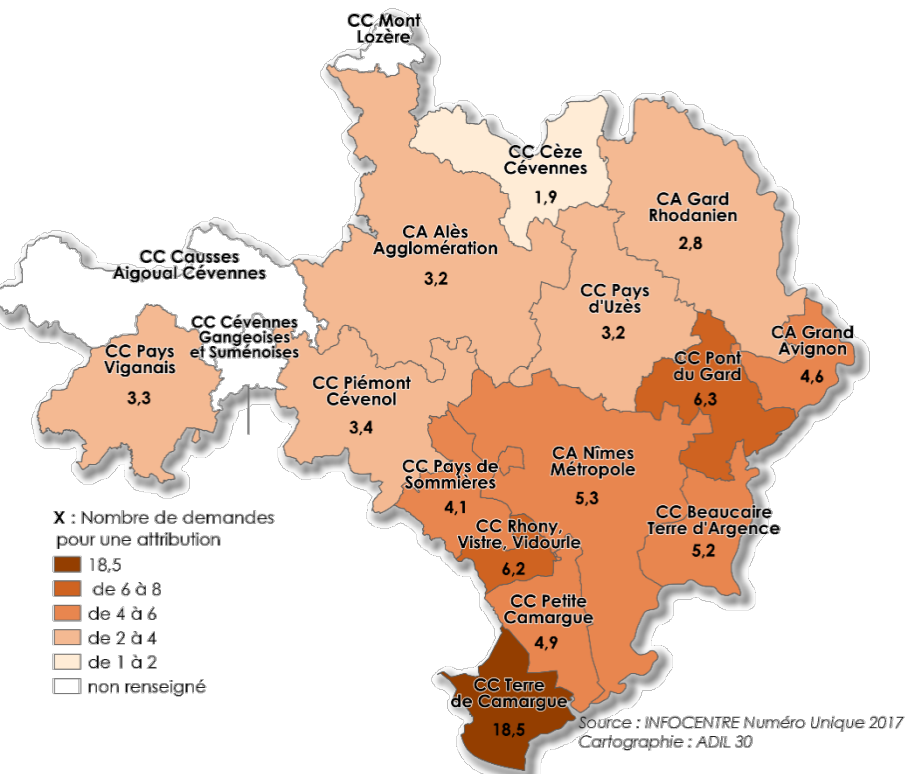 CC Mont
Lozère
CC Cèze
Cévennes
1,9
CA Gard
Rhodanien
2,8
CA Alès
Agglomération
3,2
CC Causses
Aigoual Cévennes
CC Pays
d'Uzès
3,2
CC Cévennes
Gangeoises
et Suménoises
CC Pays
Viganais
3,3
CA Grand
Avignon
4,6
CC Pont
du Gard
6,3
CC Piémont
Cévenol
3,4
CA Nîmes
Métropole
5,3
CC Pays de
Sommières
4,1
CC Beaucaire
Terre d'Argence
5,2
CC Rhony,
Vistre, Vidourle
6,2
CC Petite
Camargue
4,9
CC Terre
de Camargue
18,5
X : Nombre de demandes
pour une attribution
18,5
de 6 à 8
de 4 à 6
de 2 à 4
de 1 à 2
non renseigné
Source : INFOCENTRE Numéro Unique 2017
Cartographie : ADIL 30